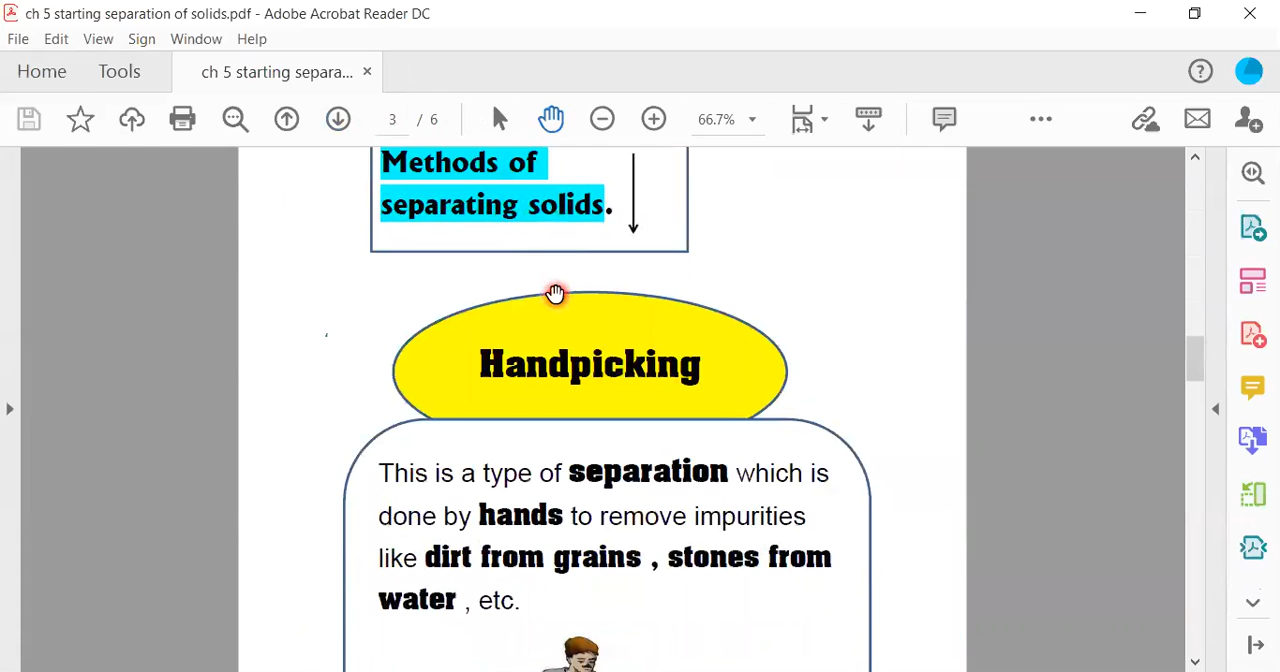 ch 5 starting separation of solids.pdf - Adobe Acrobat Reader DC
File Edit View Sign Window Help
Home Tools ch 5 starting separa... ×
3 / 6 66.7%
Methods of
separating solids.
Handpicking
This is a type of separation which is
done by hands to remove impurities
like dirt from grains , stones from
water , etc.